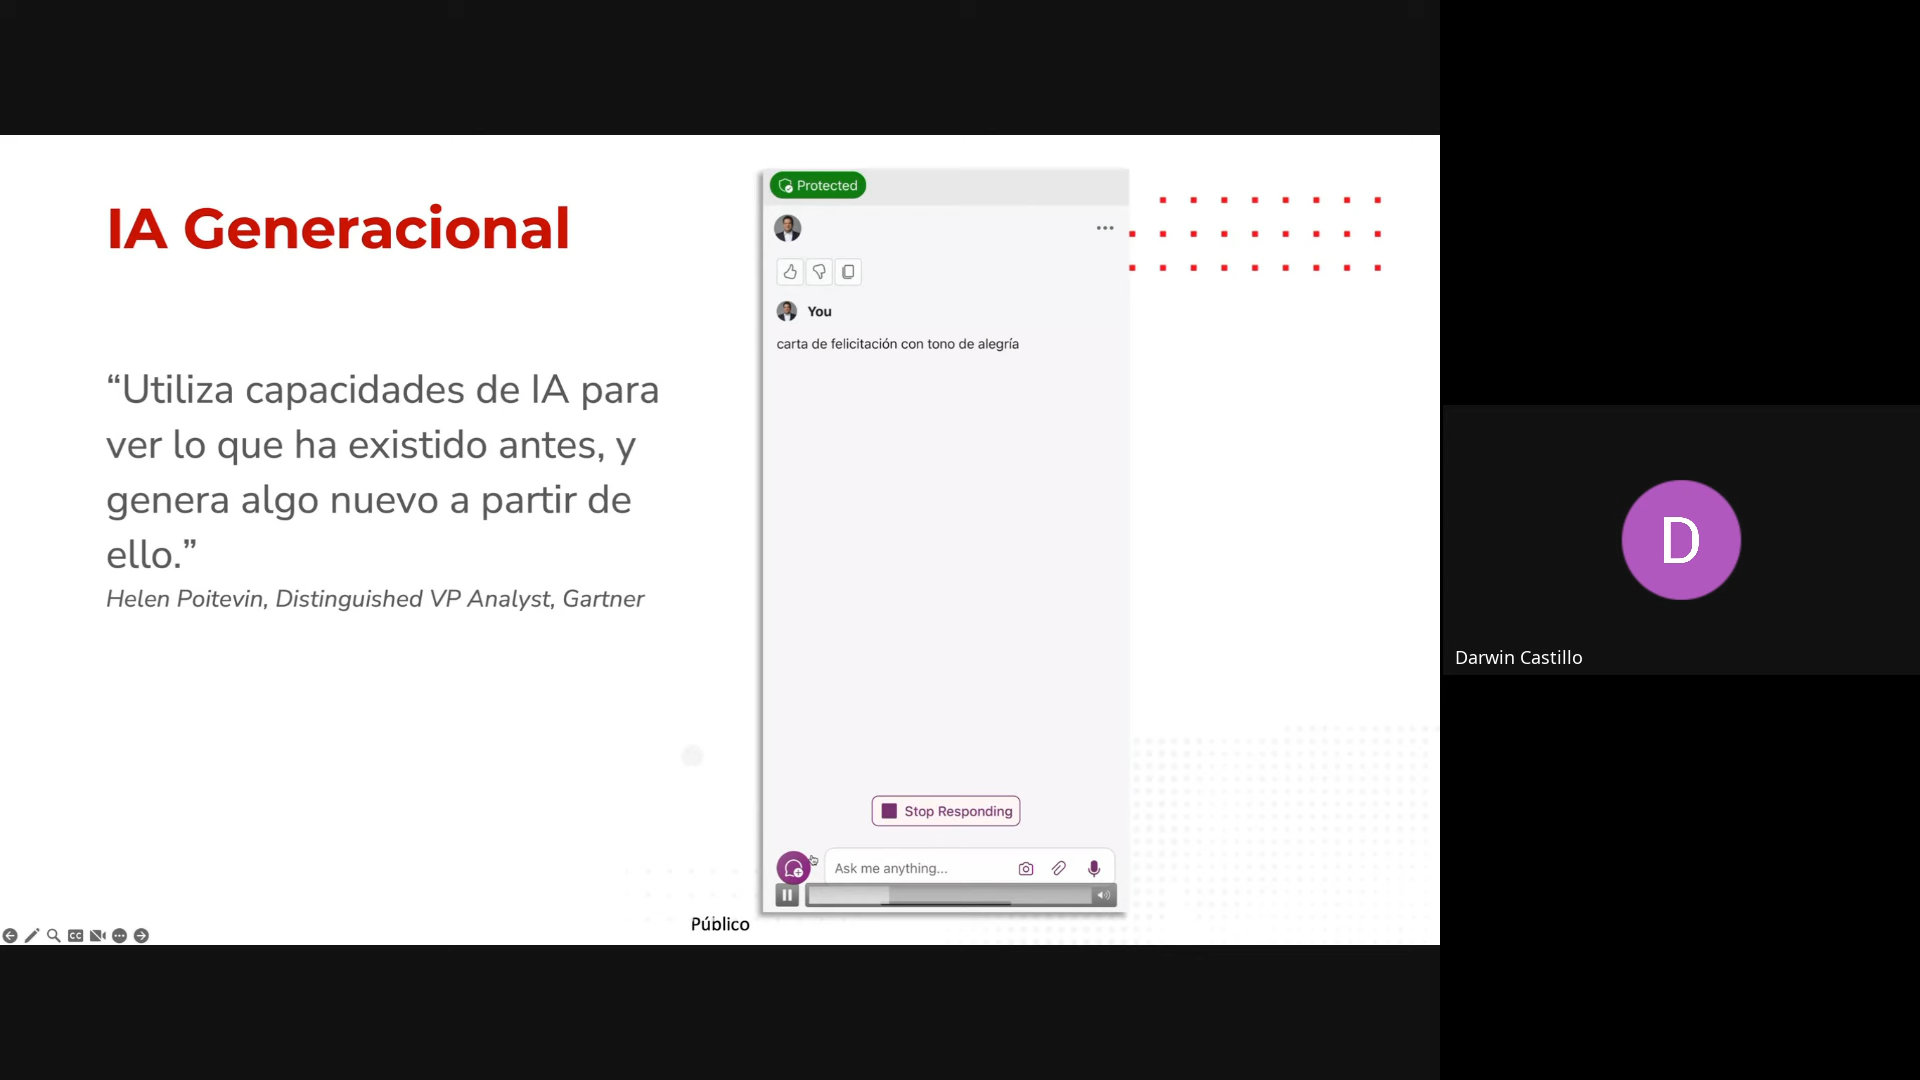 IA Generacional
“Utiliza capacidades de IA para
ver lo que ha existido antes, y
genera algo nuevo a partir de
ello.”
Helen Poitevin, Distinguished VP Analyst, Gartner
Protected
You
carta de felicitación con tono de alegría
Stop Responding
Ask me anything...
Público
CC
D
Darwin Castillo